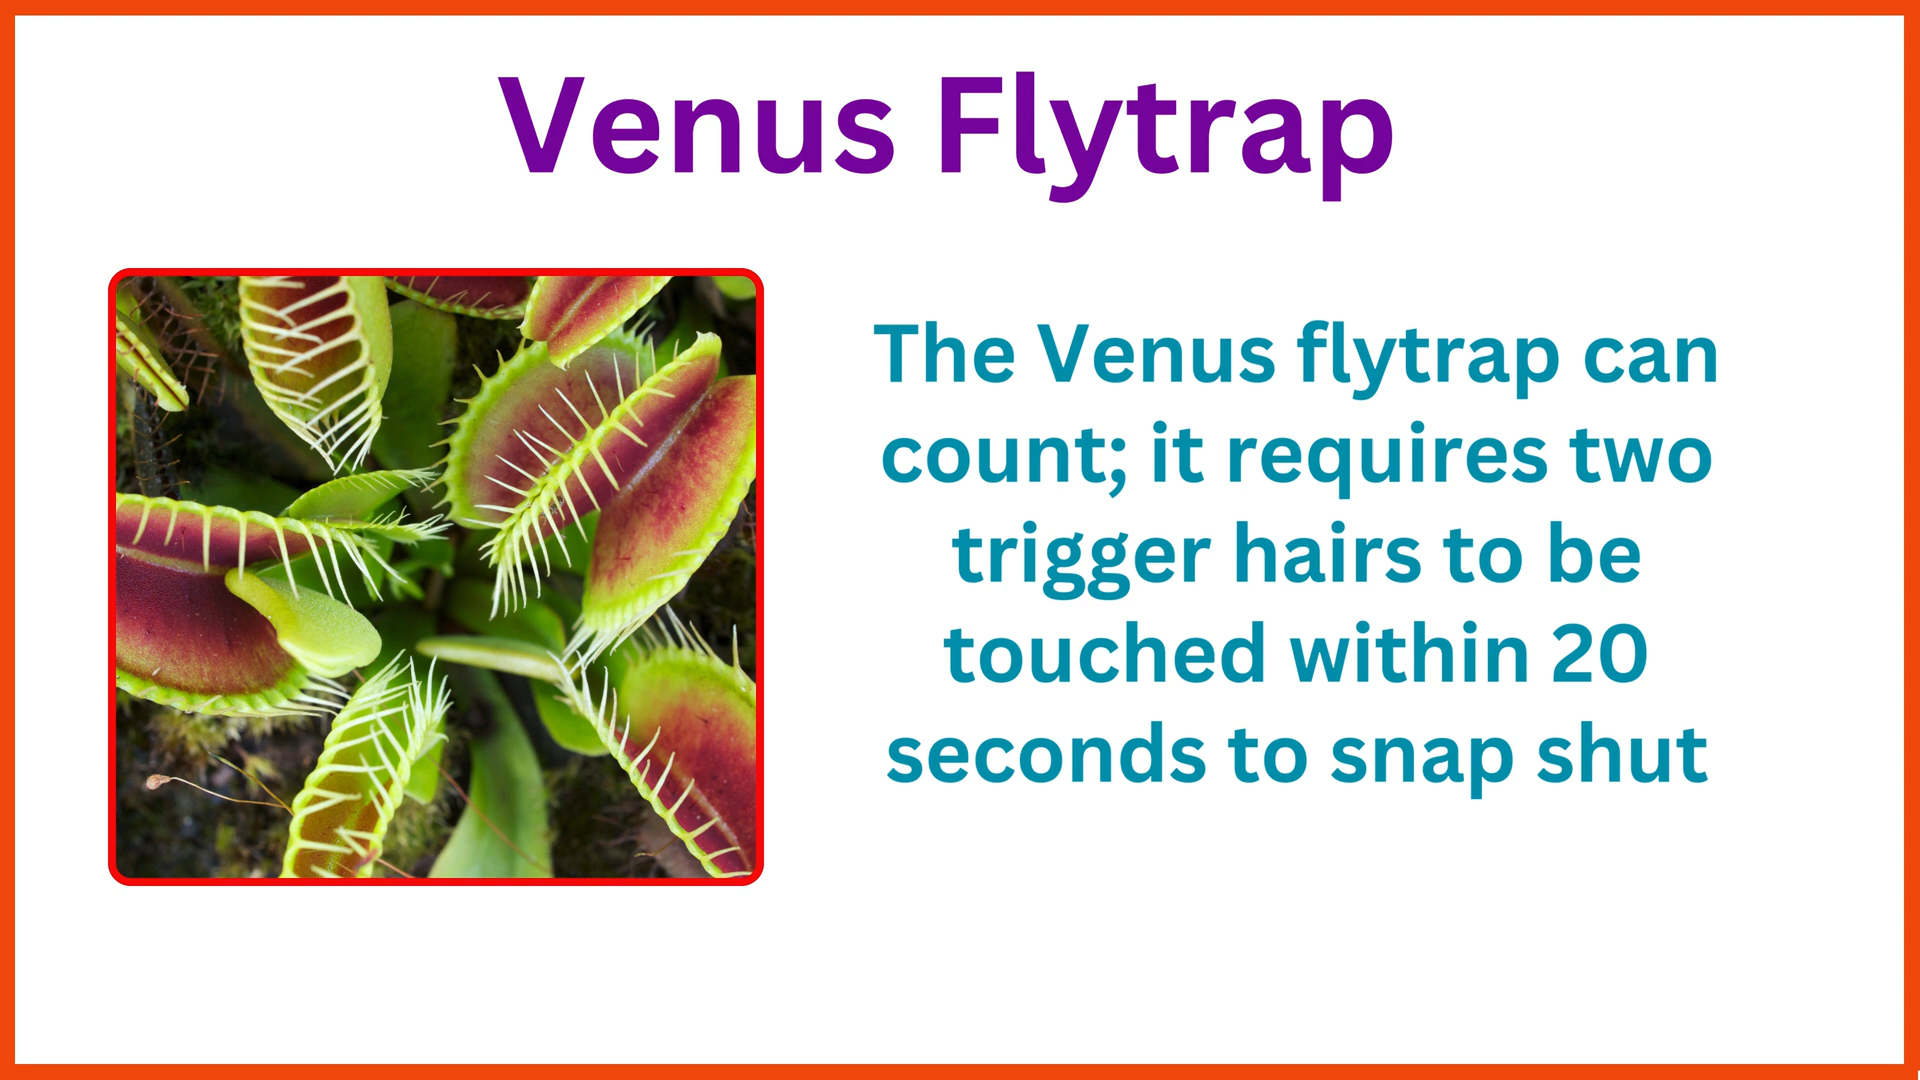 Venus Flytrap
The Venus flytrap can
count; it requires two
trigger hairs to be
touched within 20
seconds to snap shut